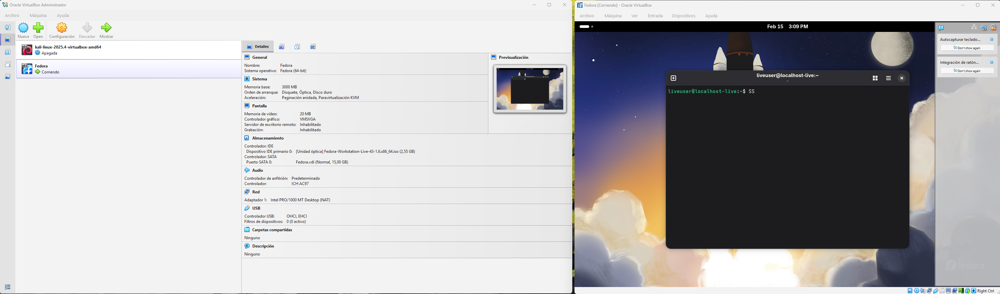 Oracle VirtualBox Administrador
Archivo Máquina Ayuda
Nueva Open Configuración Descartar Mostrar
x64 kali-linux-2025.4-virtualbox-amd64
Apagada
x64 Fedora
Corriendo
Detalles
General
Nombre: Fedora
Sistema operativo: Fedora (64-bit)
Sistema
Memoria base: 3000 MB
Orden de arranque: Disquete, Óptica, Disco duro
Aceleración: Paginación anidada, Paravirtualización KVM
Pantalla
Memoria de vídeo: 20 MB
Controlador gráfico: VMSVGA
Servidor de escritorio remoto: Inhabilitado
Grabación: Inhabilitado
Previsualización
Almacenamiento
Controlador: IDE
Dispositivo IDE primario 0: [Unidad óptica] Fedora-Workstation-Live-43-1.6.x86_64.iso (2,55 GB)
Controlador: SATA
Puerto SATA 0: Fedora.vdi (Normal, 15,00 GB)
Audio
Controlador de anfitrión: Predeterminado
Controlador: ICH AC97
Red
Adaptador 1: Intel PRO/1000 MT Desktop (NAT)
USB
Controlador USB: OHCI, EHCI
Filtros de dispositivos: 0 (0 activo)
Carpetas compartidas
Ninguno
Descripción
Ninguno
Fedora [Corriendo] - Oracle VirtualBox
Archivo Máquina Ver Entrada Dispositivos Ayuda
Feb 15 3:09 PM
liveuser@localhost-live:~
~
liveuser@localhost-live:~$ SS
Autocapturar teclado...
Don't show again
Integración de ratón...
Don't show again
fedora
Right Ctrl